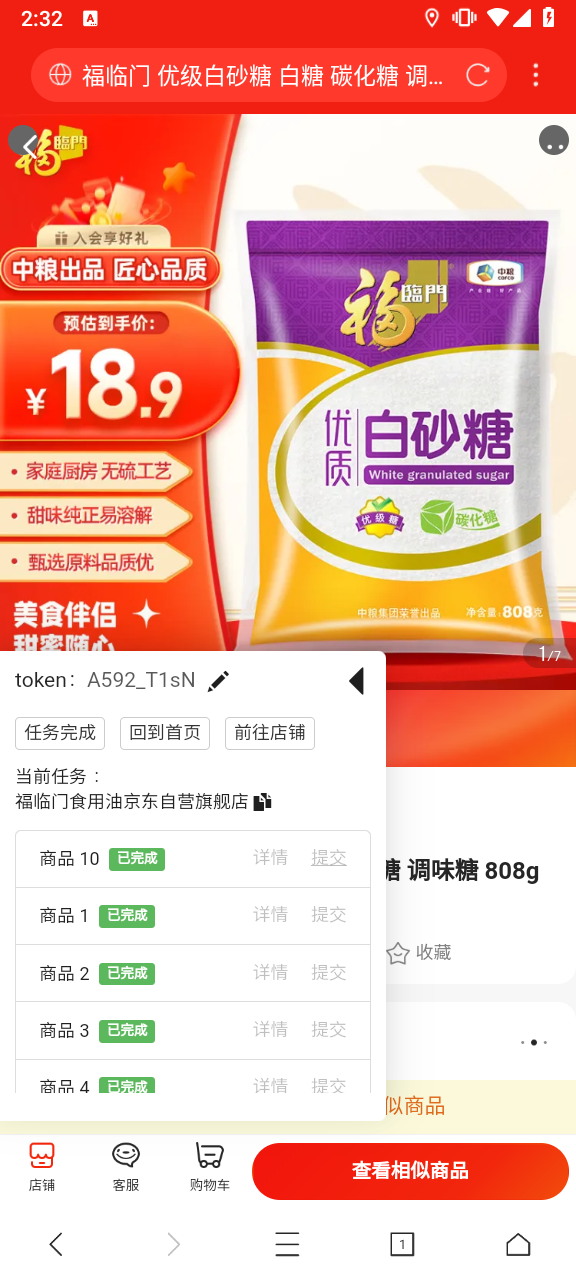 2:32
A
福临门 优级白砂糖 白糖 碳化糖 调...
福臨門
入会享好礼
中粮出品 匠心品质
预估到手价:
¥18.9
家庭厨房 无硫工艺
甜味纯正易溶解
甄选原料品质优
美食伴侣
甜蜜随心
中粮
COFCO
福臨門
优质
白砂糖
White granulated sugar
优级糖
碳化糖
中粮集团荣誉出品
净含量:808克
1/7
token: A592_T1sN
任务完成
回到首页
前往店铺
当前任务：
福临门食用油京东自营旗舰店
商品 10 已完成 详情 提交
商品 1 已完成 详情 提交
商品 2 已完成 详情 提交
商品 3 已完成 详情 提交
商品 4 已完成 详情 提交
糖 调味糖 808g
收藏
似商品
店铺
客服
购物车
查看相似商品
1